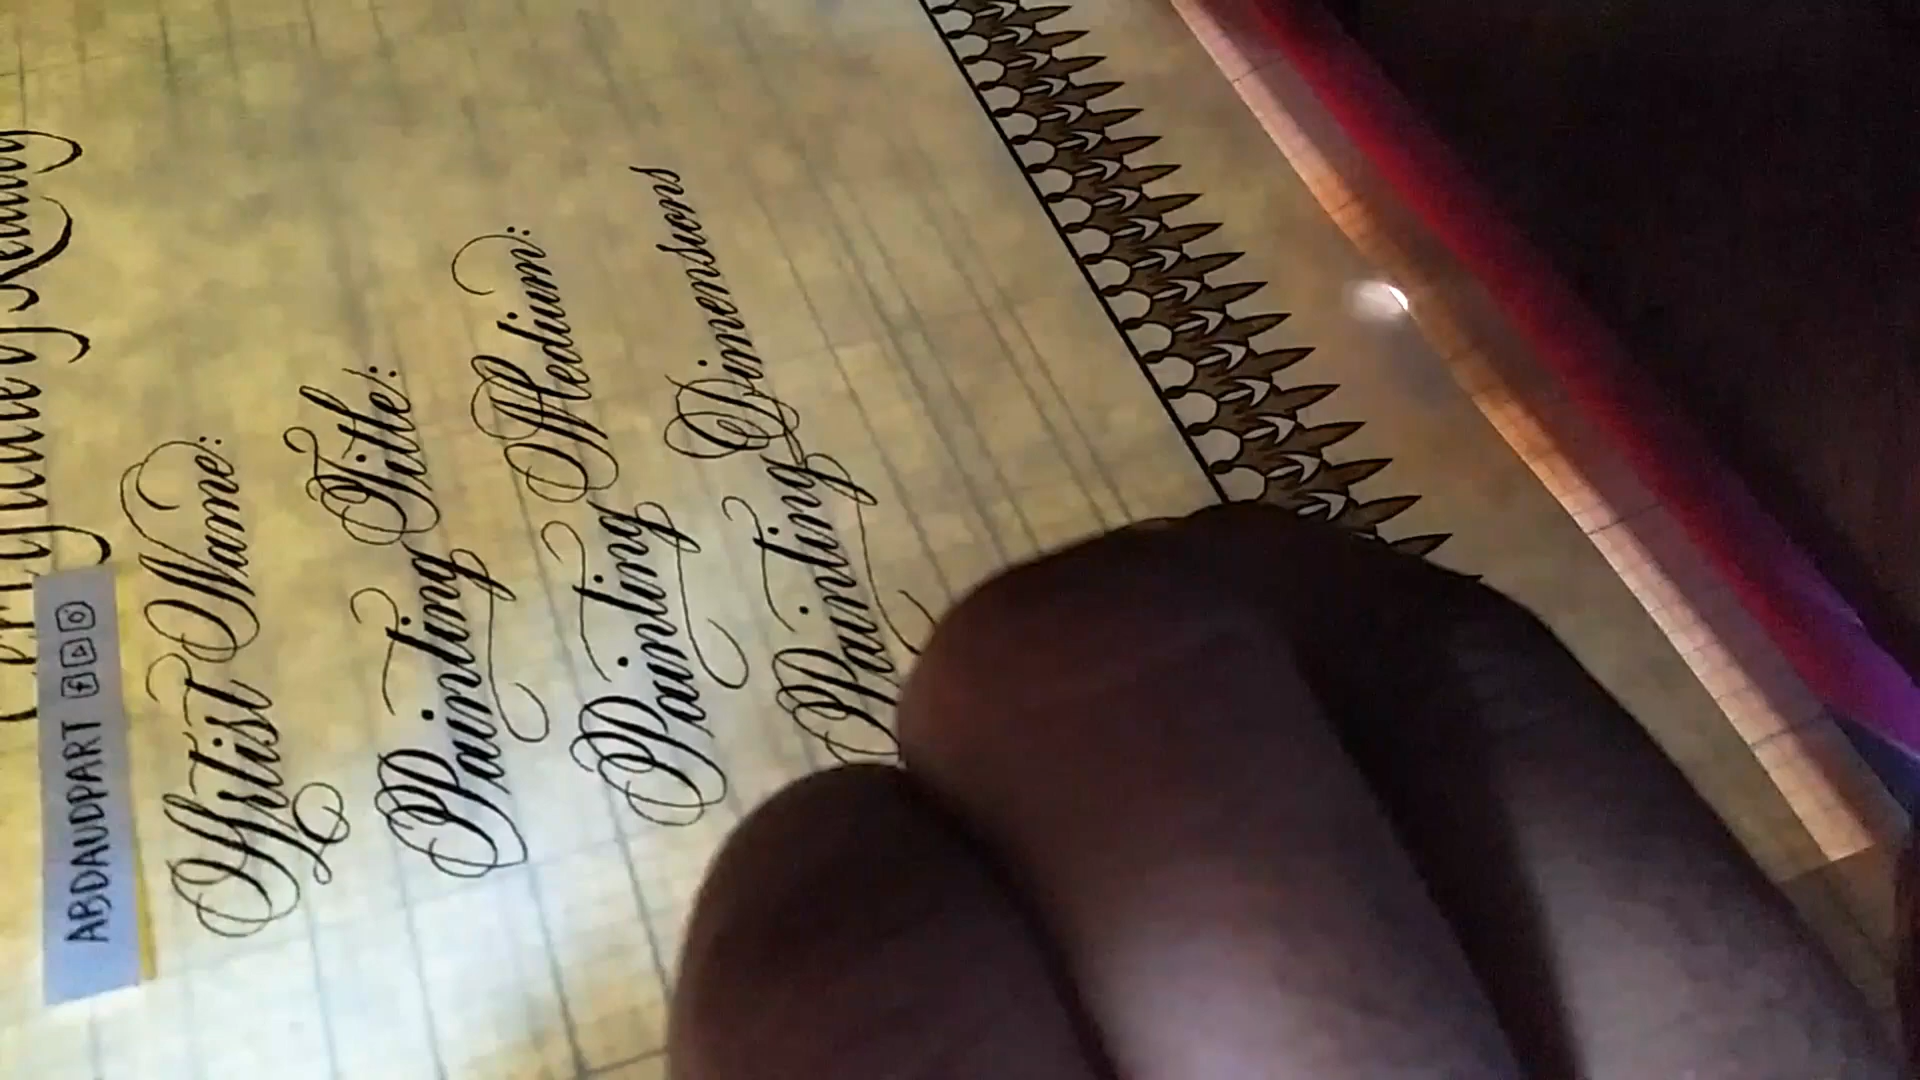 Artist Name:
Painting Title:
Painting Medium:
Painting Dimensions
ABDAUDPART